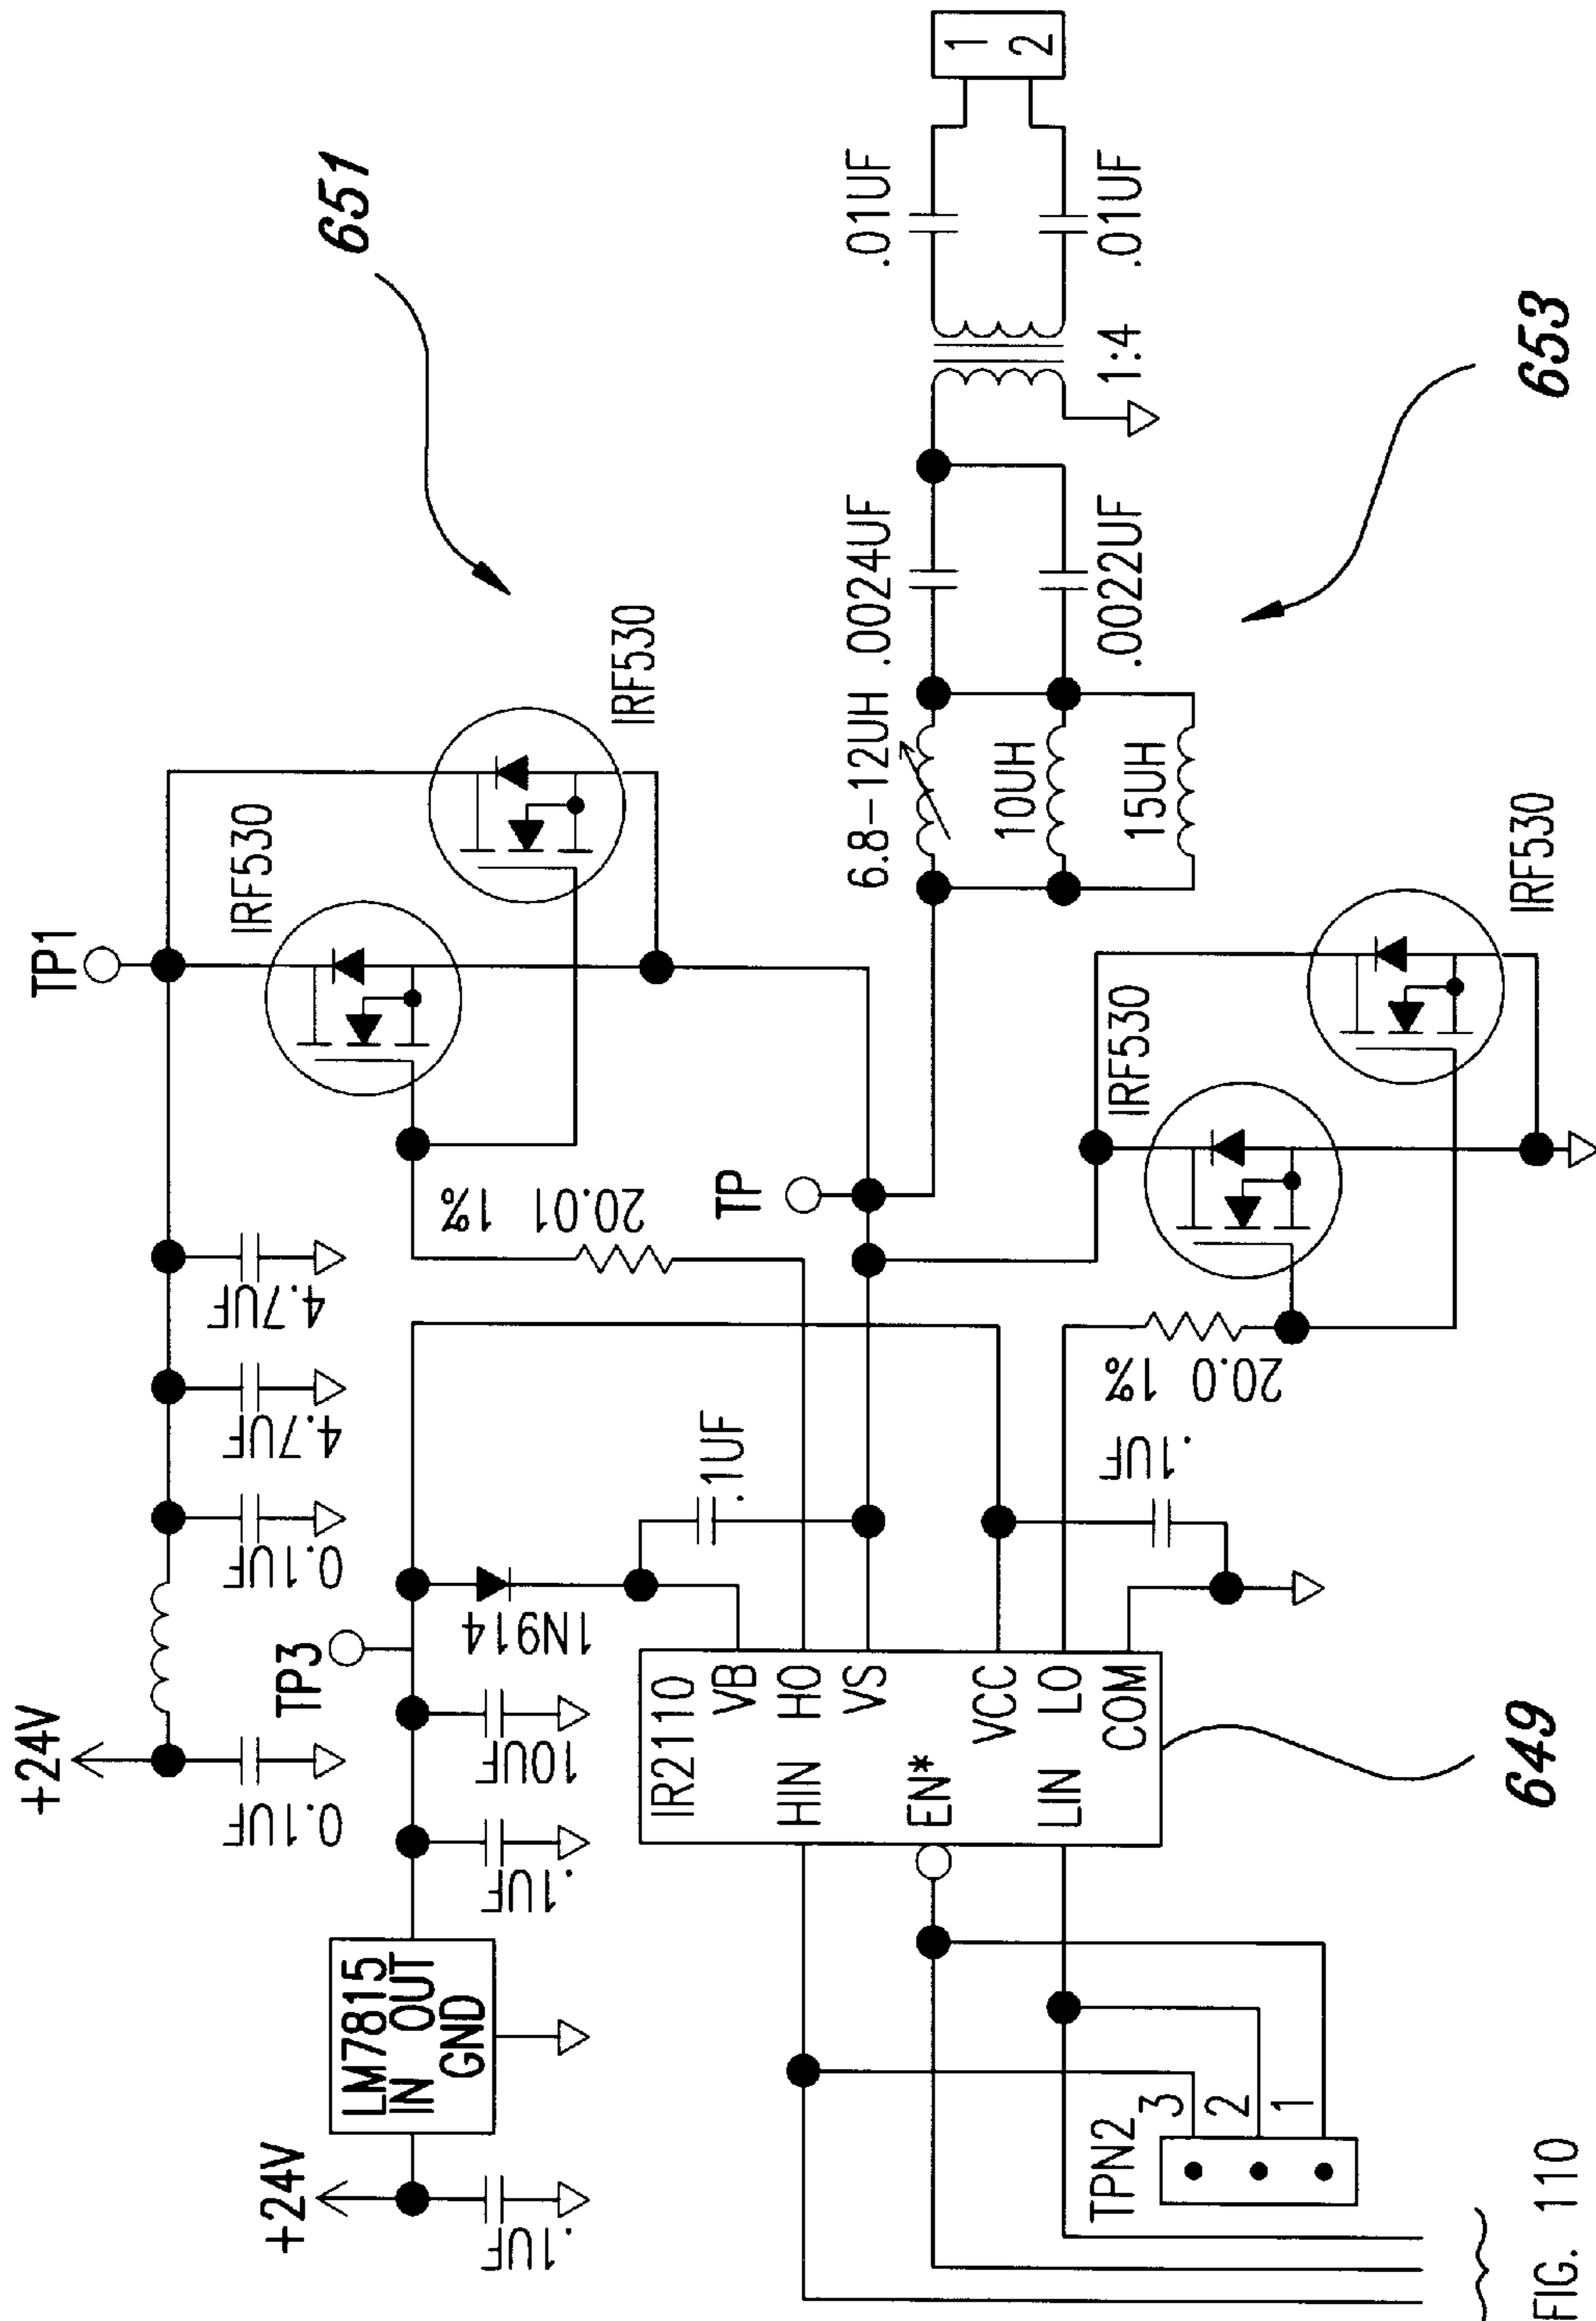 +24V
.1UF
LM7815
IN OUT
GND
.1UF
10UF
TP3
+24V
0.1UF
0.1UF
4.7UF
4.7UF
TP1
IRF530
IRF530
651
1N914
.1UF
20.01 1%
TP
IR2110
VB
HIN HO
VS
EN*
VCC
LIN LO
COM
649
.1UF
20.0 1%
IRF530
IRF530
6.8-12UH
10UH
15UH
.0024UF
.0022UF
1:4
.01UF
.01UF
1
2
653
TPN2
3
2
1
FIG. 110